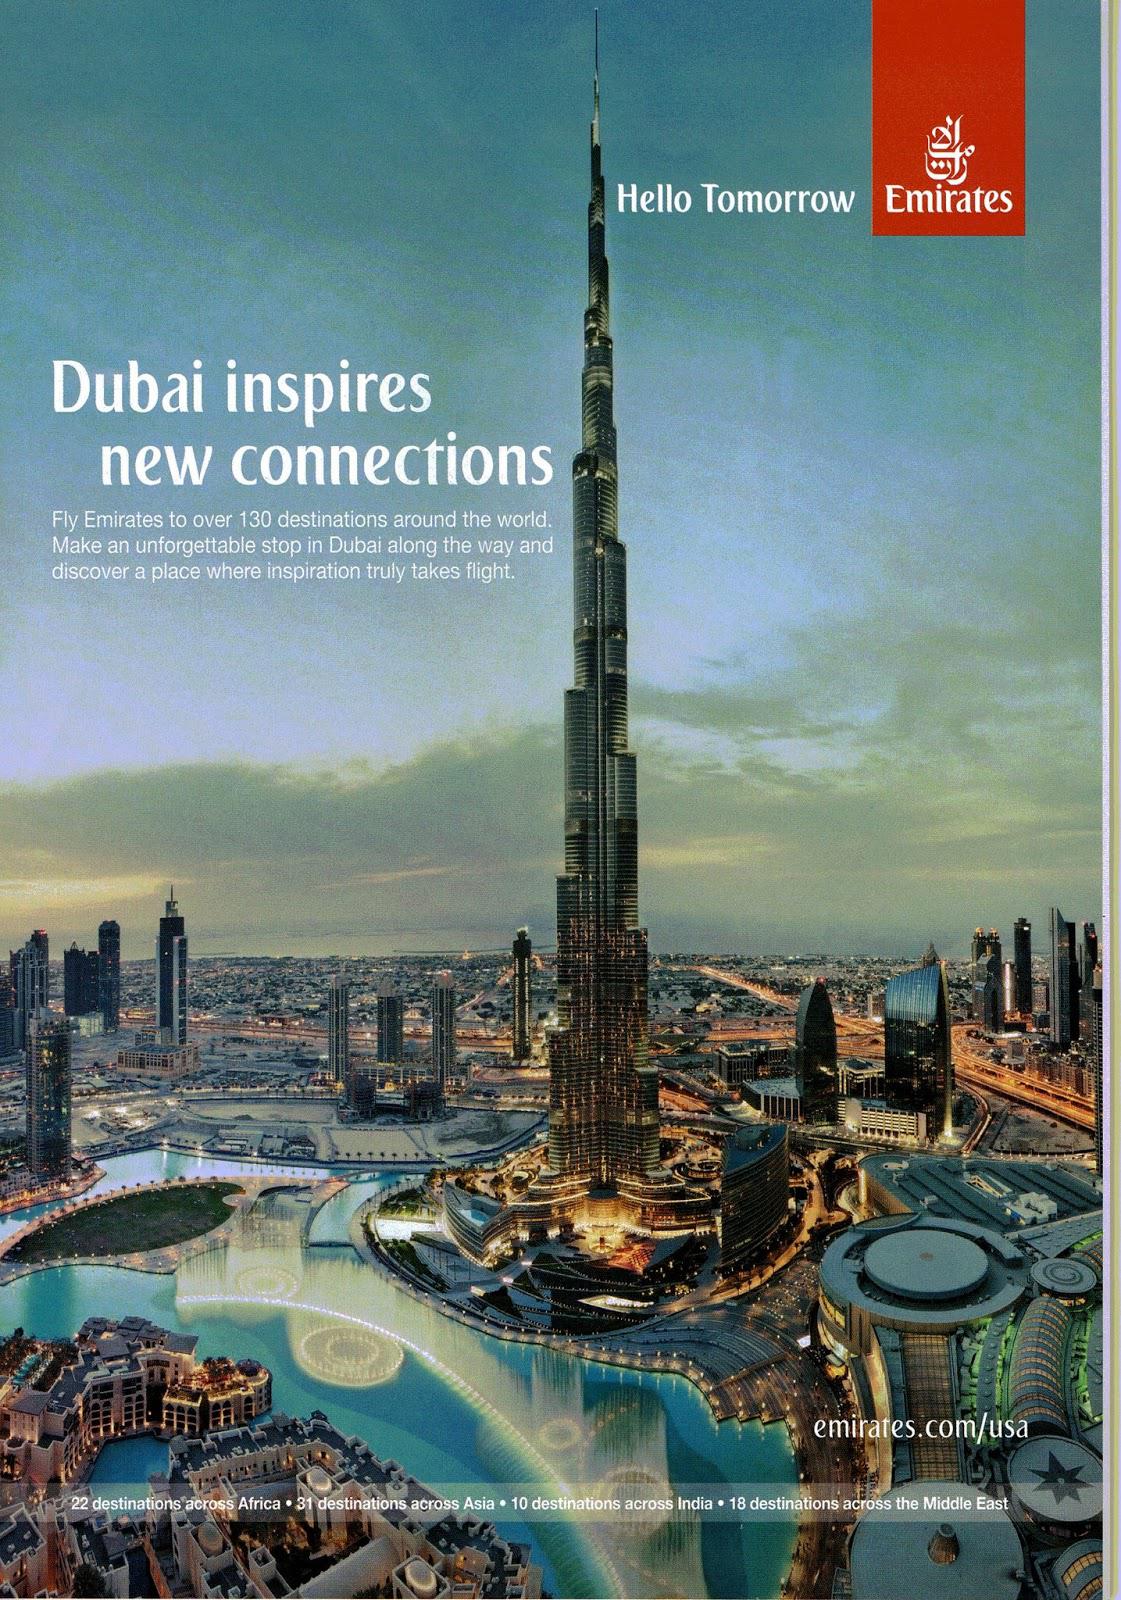 Hello Tomorrow
الإمارات
Emirates
Dubai inspires
new connections
Fly Emirates to over 130 destinations around the world.
Make an unforgettable stop in Dubai along the way and
discover a place where inspiration truly takes flight.
emirates.com/usa
22 destinations across Africa • 31 destinations across Asia • 10 destinations across India • 18 destinations across the Middle East